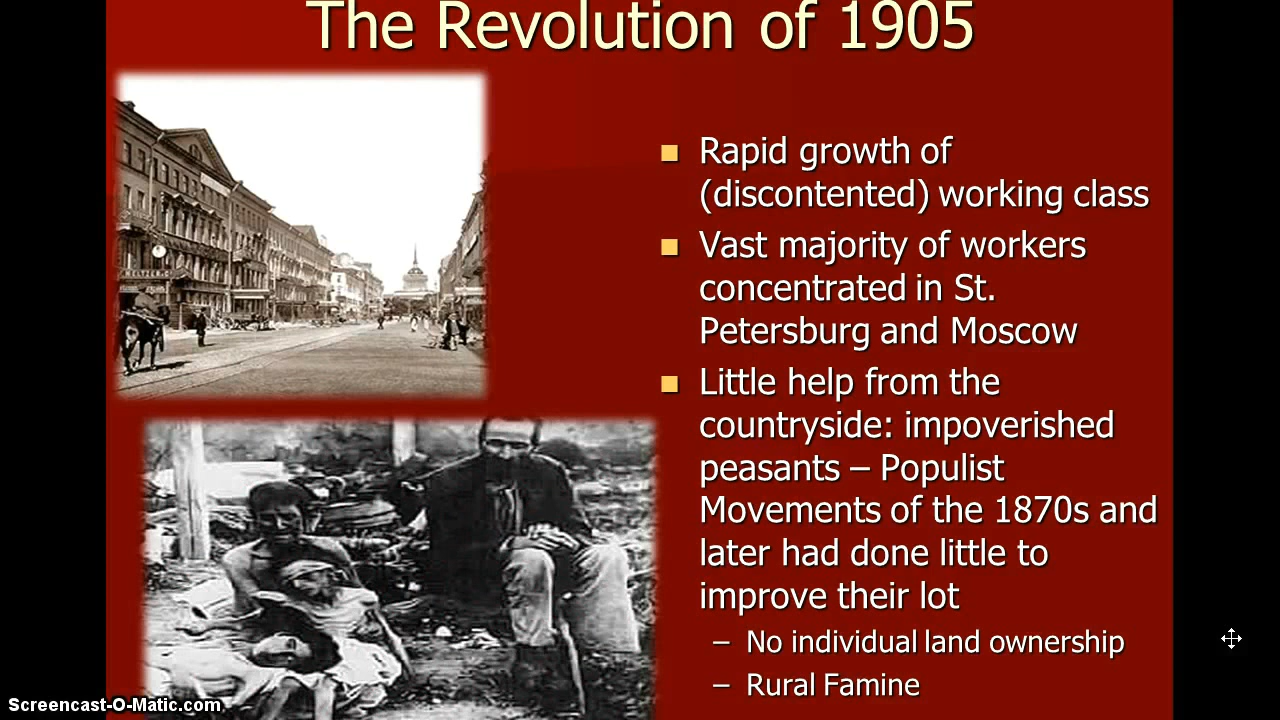 The Revolution of 1905
Rapid growth of
(discontented) working class
Vast majority of workers
concentrated in St.
Petersburg and Moscow
Little help from the
countryside: impoverished
peasants – Populist
Movements of the 1870s and
later had done little to
improve their lot
– No individual land ownership
– Rural Famine
Screencast-O-Matic.com